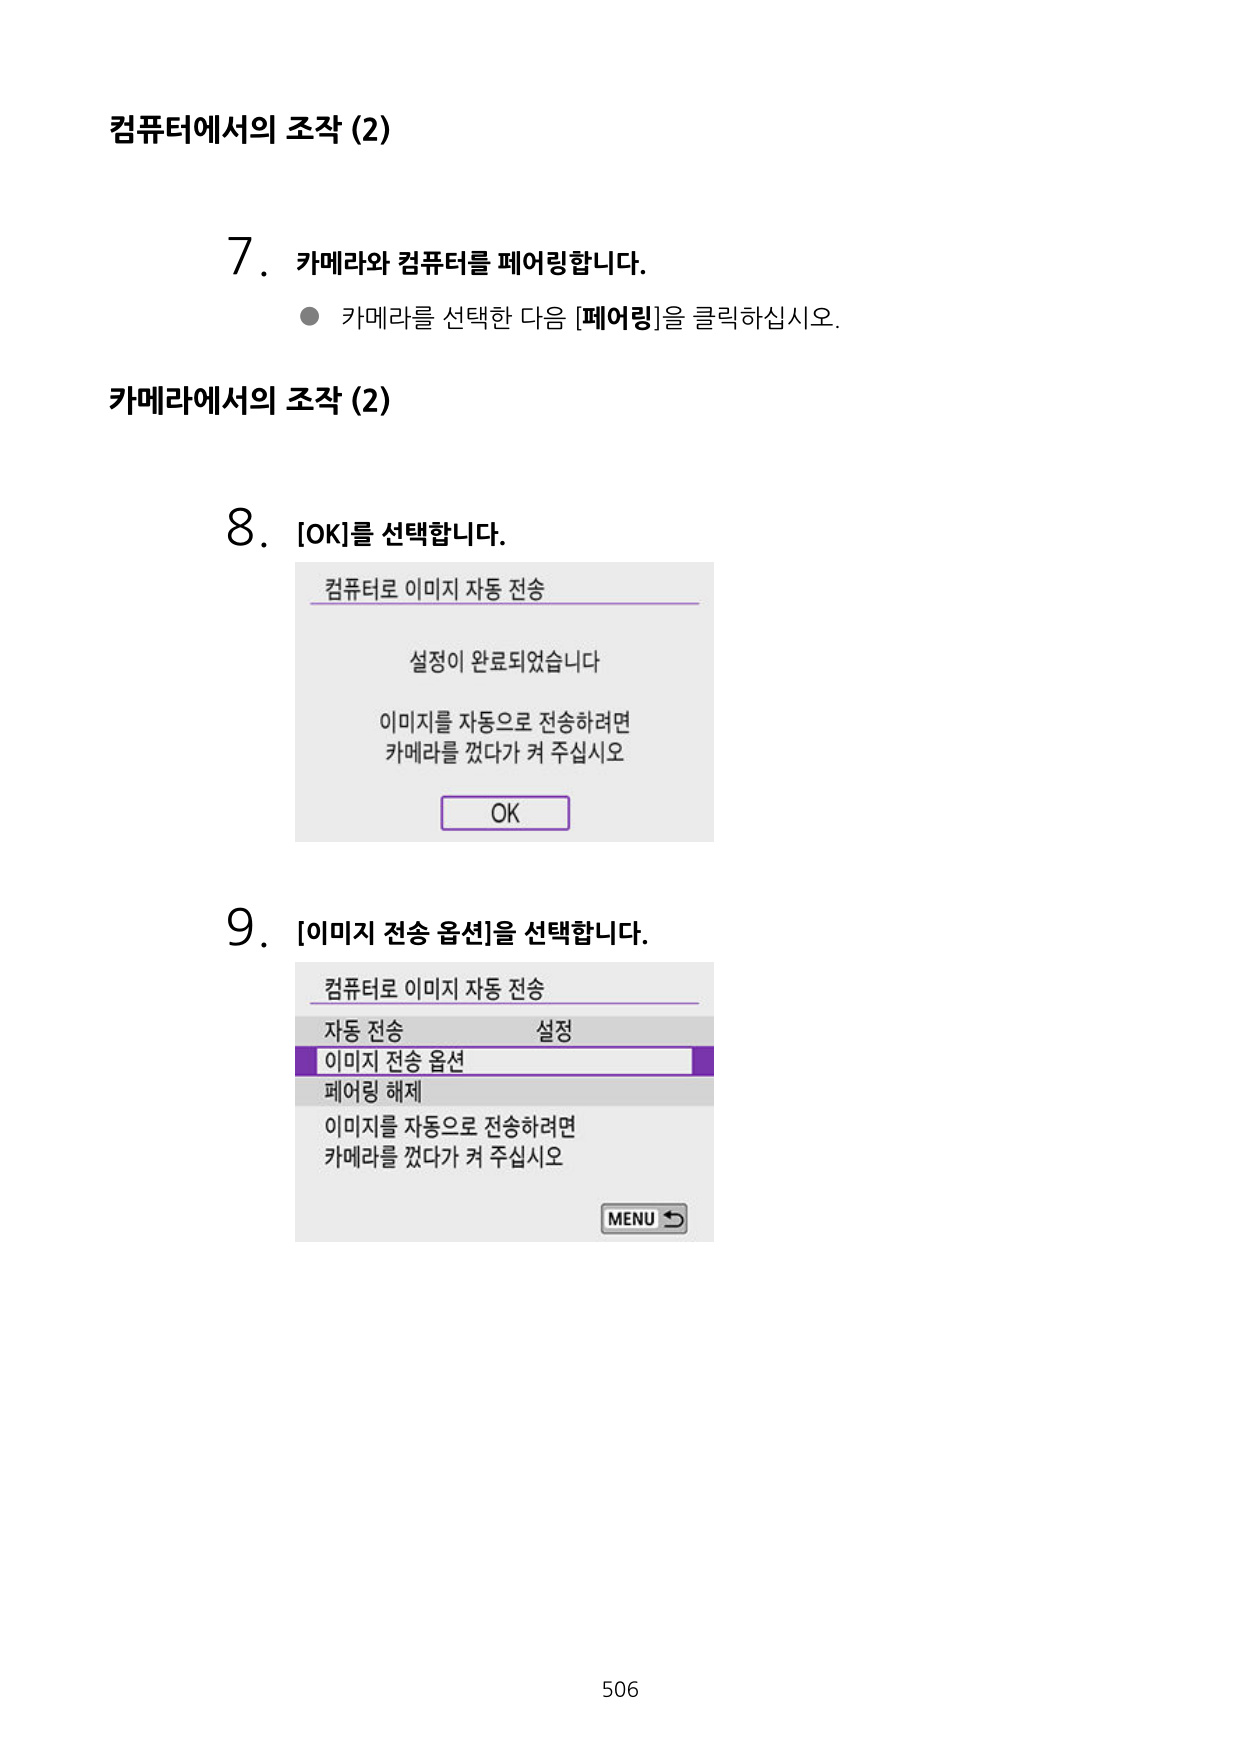 컴퓨터에서의 조작 (2)
7. 카메라와 컴퓨터를 페어링합니다.
● 카메라를 선택한 다음 [페어링]을 클릭하십시오.
카메라에서의 조작 (2)
8. [OK]를 선택합니다.
컴퓨터로 이미지 자동 전송
설정이 완료되었습니다
이미지를 자동으로 전송하려면
카메라를 껐다가 켜 주십시오
OK
9. [이미지 전송 옵션]을 선택합니다.
컴퓨터로 이미지 자동 전송
자동 전송 설정
이미지 전송 옵션
페어링 해제
이미지를 자동으로 전송하려면
카메라를 껐다가 켜 주십시오
MENU
506